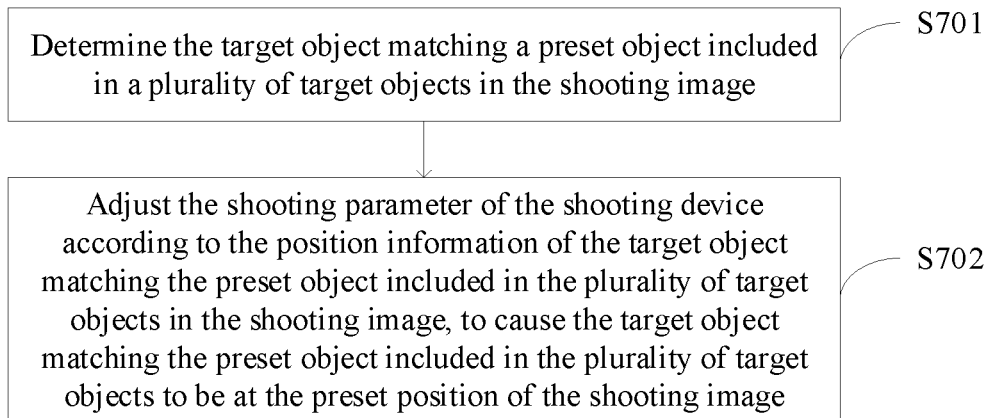 S701
Determine the target object matching a preset object included
in a plurality of target objects in the shooting image
Adjust the shooting parameter of the shooting device
according to the position information of the target object
matching the preset object included in the plurality of target
objects in the shooting image, to cause the target object
matching the preset object included in the plurality of target
objects to be at the preset position of the shooting image
S702